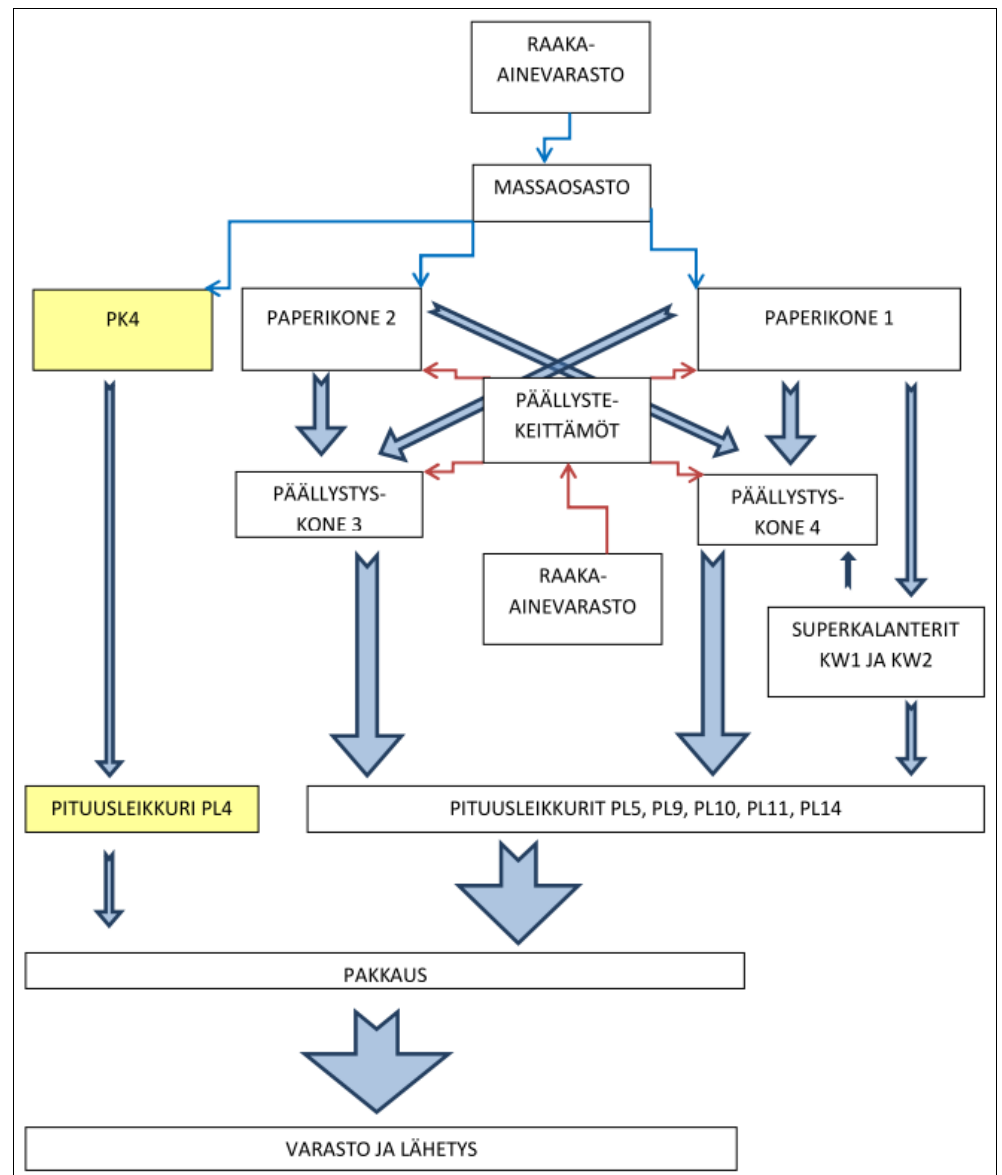 RAAKA-
AINEVARASTO
MASSAOSASTO
PK4
PAPERIKONE 2
PAPERIKONE 1
PÄÄLLYSTE-
KEITTÄMÖT
PÄÄLLYSTYS-
KONE 3
PÄÄLLYSTYS-
KONE 4
RAAKA-
AINEVARASTO
SUPERKALANTERIT
KW1 JA KW2
PITUUSLEIKKURI PL4
PITUUSLEIKKURIT PL5, PL9, PL10, PL11, PL14
PAKKAUS
VARASTO JA LÄHETYS